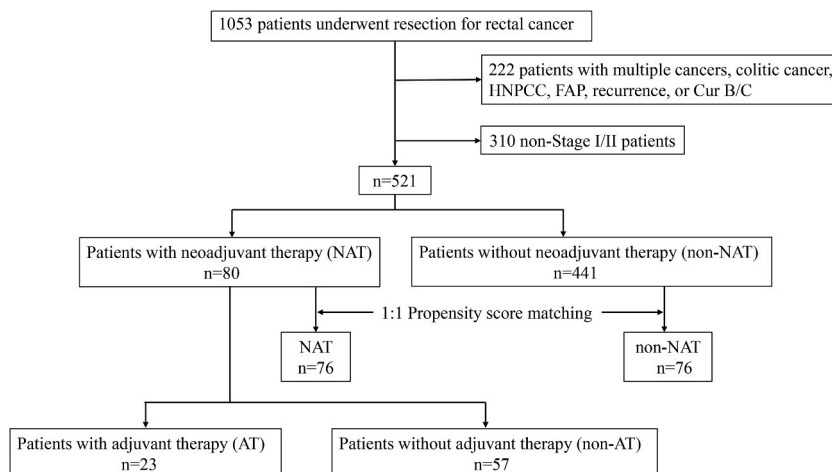 1053 patients underwent resection for rectal cancer
222 patients with multiple cancers, colitic cancer,
HNPCC, FAP, recurrence, or Cur B/C
310 non-Stage I/II patients
n=521
Patients with neoadjuvant therapy (NAT)
n=80
Patients without neoadjuvant therapy (non-NAT)
n=441
1:1 Propensity score matching
NAT
n=76
non-NAT
n=76
Patients with adjuvant therapy (AT)
n=23
Patients without adjuvant therapy (non-AT)
n=57